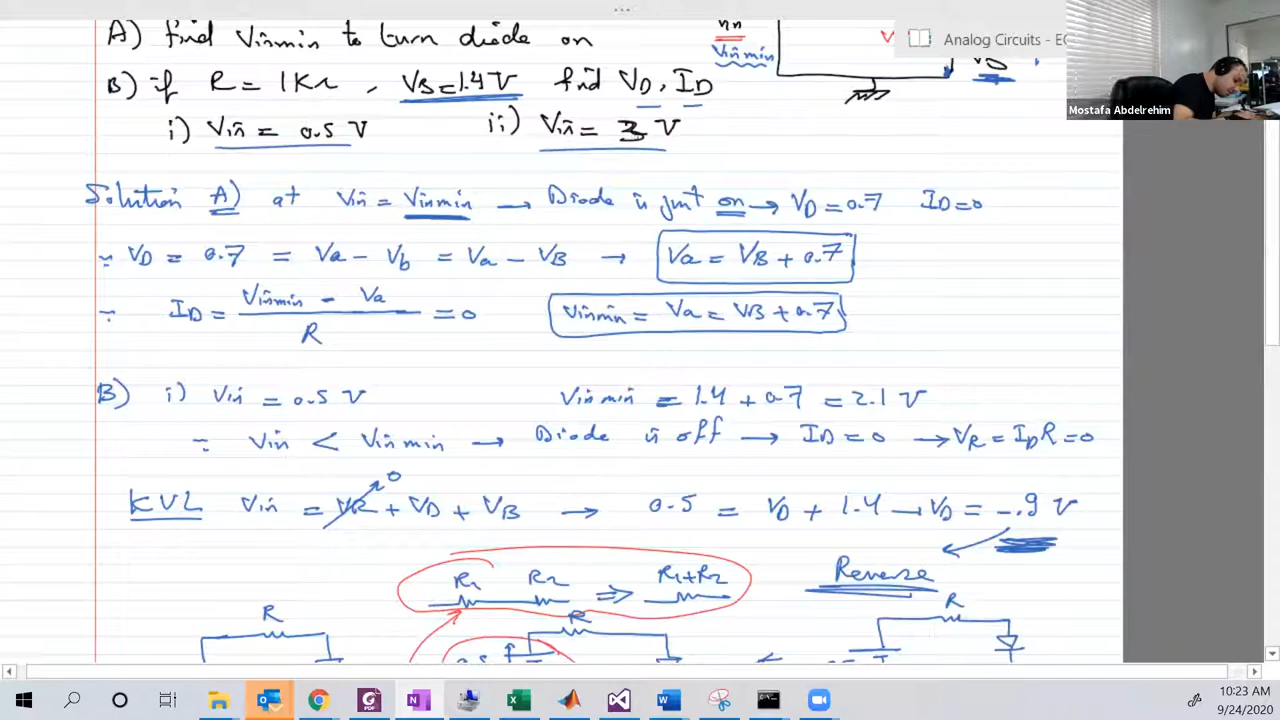 A) find Vinmin to turn diode on
Vinmin
Analog Circuits - EC
Mostafa Abdelrehim
B) if R = 1KΩ , VB=1.4V find VD, ID
i) Vin = 0.5 V ii) Vin = 3 V
Solution A) at Vin = Vinmin → Diode is just on → VD = 0.7 ID=0
∵ VD = 0.7 = Va - Vb = Va - VB → Va = VB + 0.7
∵ ID = Vinmin - Va / R = 0 Vinmin = Va = VB + 0.7
B) i) Vin = 0.5 V Vinmin = 1.4 + 0.7 = 2.1 V
∵ Vin < Vinmin → Diode is off → ID = 0 → VR = IDR = 0
KVL Vin = VR + VD + VB → 0.5 = VD + 1.4 → VD = -.9 V
0
R1 R2 ⇒ R1+R2
Reverse
R R R
10:23 AM
9/24/2020